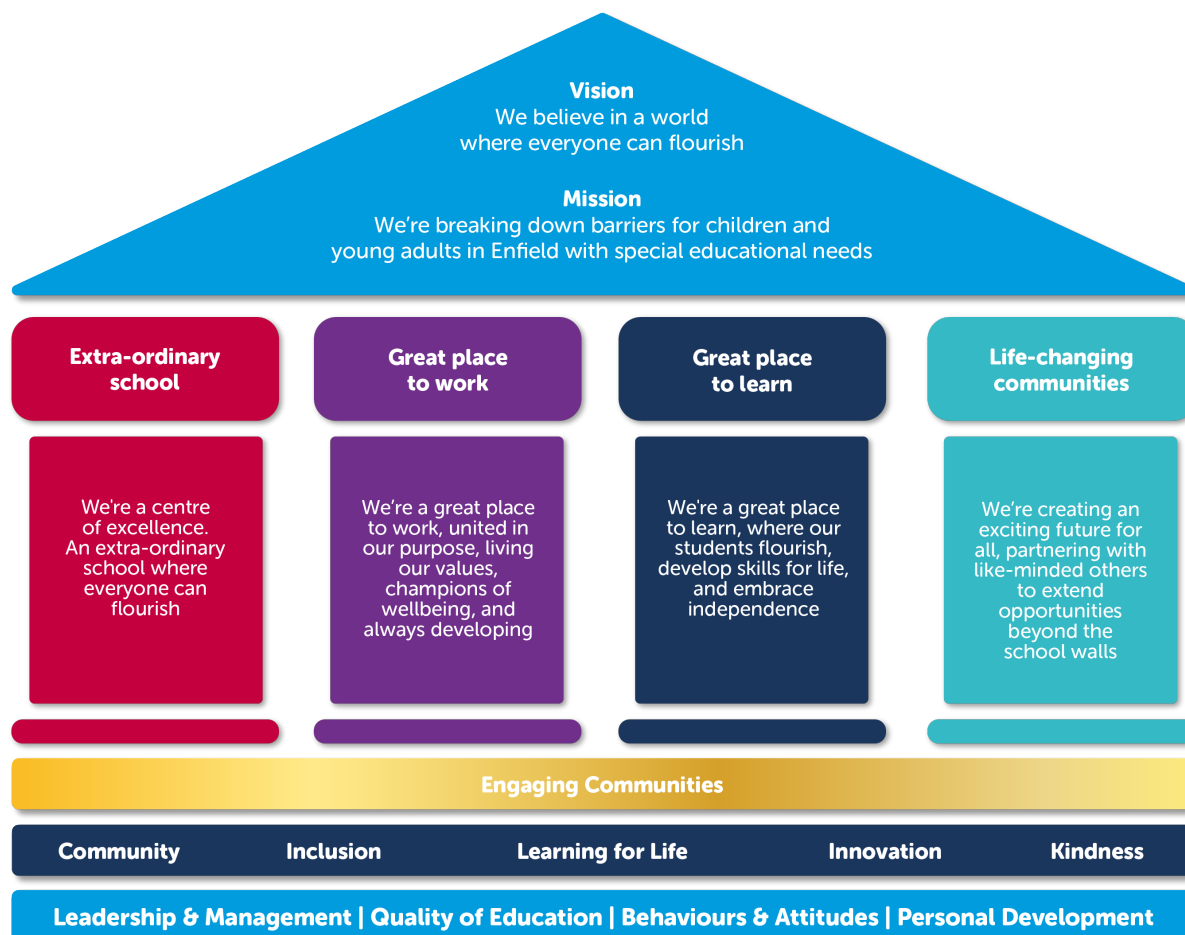 Vision
We believe in a world
where everyone can flourish
Mission
We’re breaking down barriers for children and
young adults in Enfield with special educational needs
Extra-ordinary
school
Great place
to work
Great place
to learn
Life-changing
communities
We're a centre
of excellence.
An extra-ordinary
school where
everyone can
flourish
We’re a great place
to work, united in
our purpose, living
our values,
champions of
wellbeing, and
always developing
We're a great place
to learn, where our
students flourish,
develop skills for life,
and embrace
independence
We’re creating an
exciting future for
all, partnering with
like-minded others
to extend
opportunities
beyond the
school walls
Engaging Communities
Community Inclusion Learning for Life Innovation Kindness
Leadership & Management | Quality of Education | Behaviours & Attitudes | Personal Development